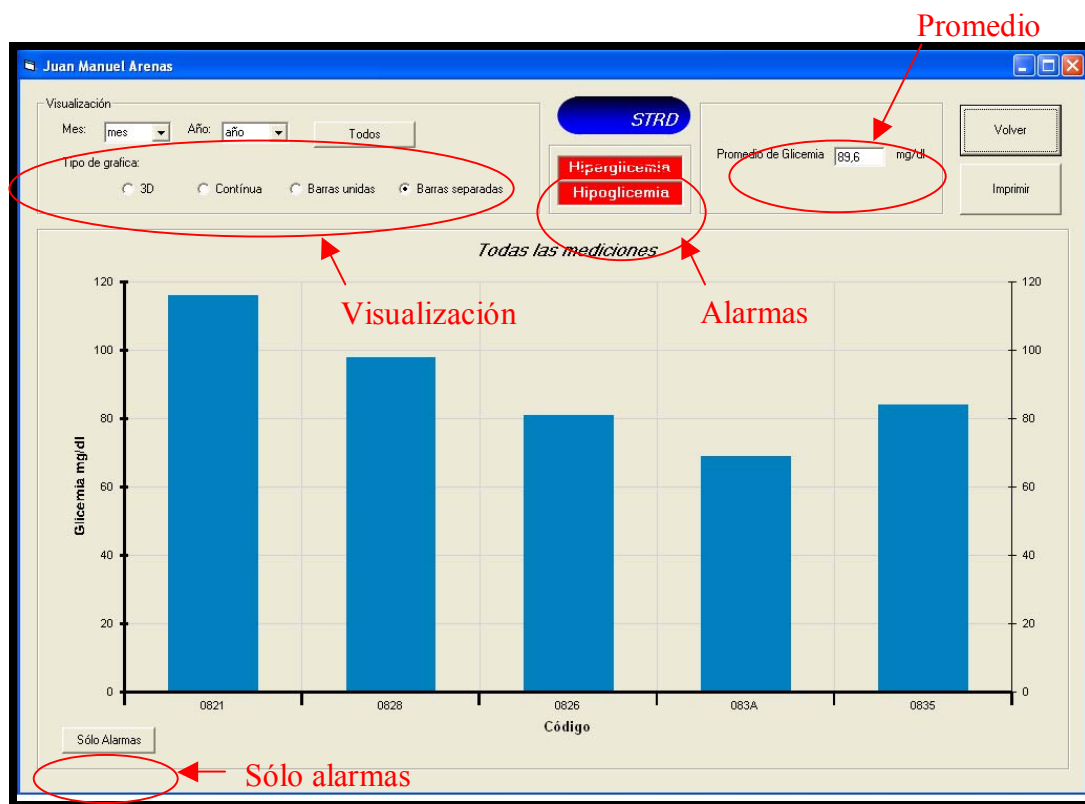 Promedio
Juan Manuel Arenas
Visualización
Mes: mes Año: año Todos
Tipo de grafica:
3D Contínua Barras unidas Barras separadas
STRD
Hiperglicemia
Hipoglicemia
Promedio de Glicemia 89,6 mg/dl
Volver
Imprimir
Todas las mediciones
Visualización
Alarmas
Glicemia mg/dl
120 120
100 100
80 80
60 60
40 40
20 20
0 0
0821 0828 0826 083A 0835
Código
Sólo Alarmas
Sólo alarmas